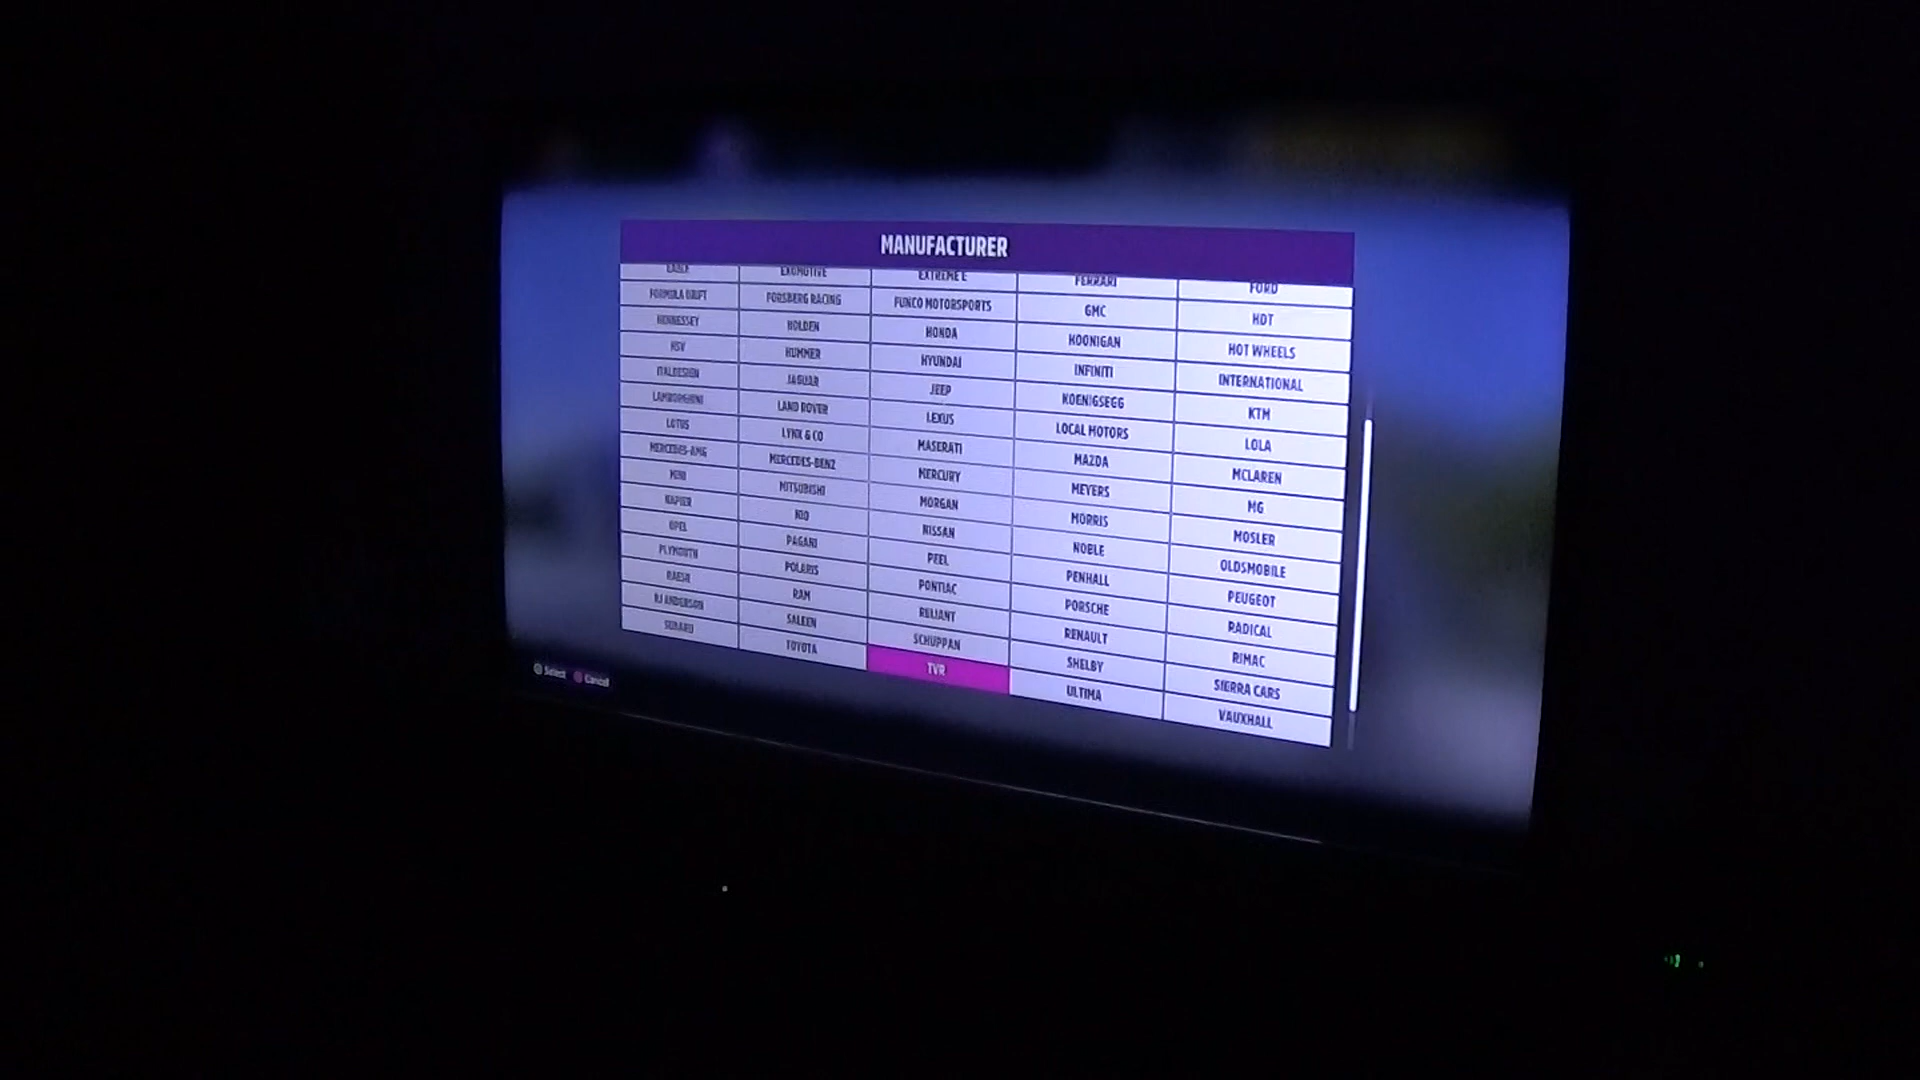 MANUFACTURER
EAGLE EXOMOTIVE EXTREME E FERRARI FORD
FORMULA DRIFT FORSBERG RACING FUNCO MOTORSPORTS GMC HDT
HENNESSEY HOLDEN HONDA HOONIGAN HOT WHEELS
HSV HUMMER HYUNDAI INFINITI INTERNATIONAL
ITALDESIGN JAGUAR JEEP KOENIGSEGG KTM
LAMBORGHINI LAND ROVER LEXUS LOCAL MOTORS LOLA
LOTUS LYNK & CO MASERATI MAZDA MCLAREN
MERCEDES-AMG MERCEDES-BENZ MERCURY MEYERS MG
MINI MITSUBISHI MORGAN MORRIS MOSLER
NAPIER NIO NISSAN NOBLE OLDSMOBILE
OPEL PAGANI PEEL PENHALL PEUGEOT
PLYMOUTH POLARIS PONTIAC PORSCHE RADICAL
RAESR RAM RELIANT RENAULT RIMAC
RJ ANDERSON SALEEN SCHUPPAN SHELBY SIERRA CARS
SUBARU TOYOTA TVR ULTIMA VAUXHALL
Select Cancel